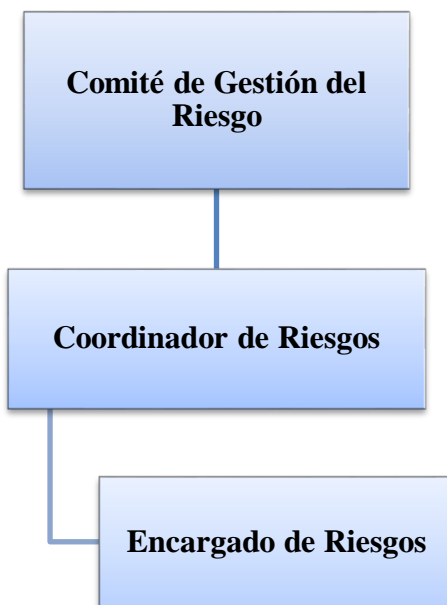 Comité de Gestión del
Riesgo
Coordinador de Riesgos
Encargado de Riesgos